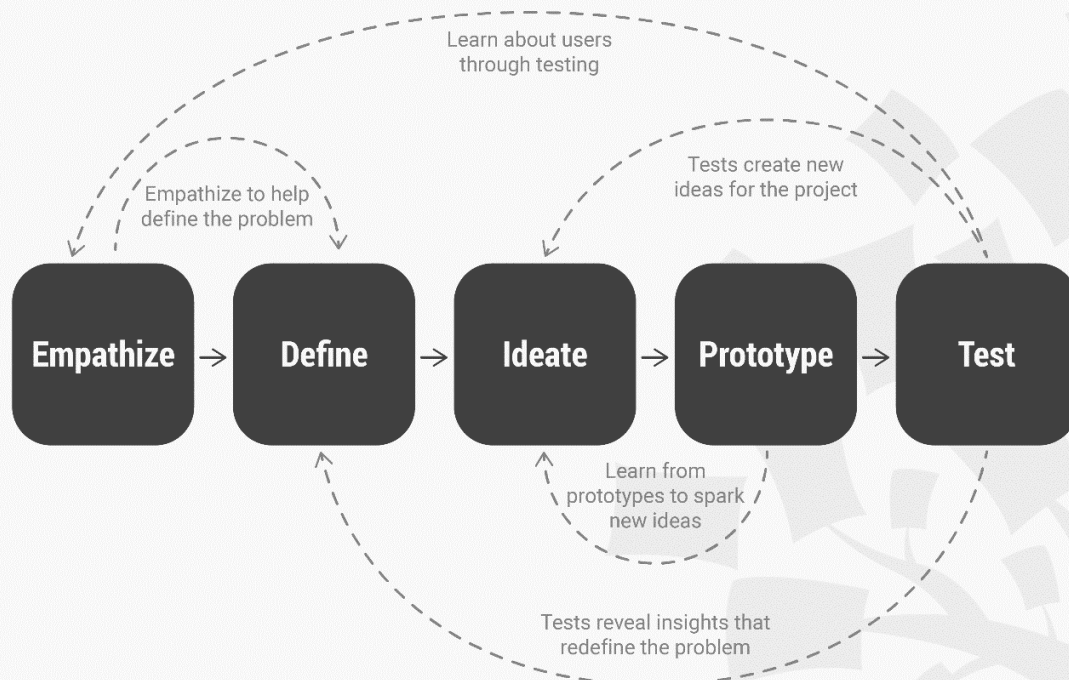 Learn about users
through testing
Tests create new
ideas for the project
Empathize to help
define the problem
Empathize
Define
Ideate
Prototype
Test
Learn from
prototypes to spark
new ideas
Tests reveal insights that
redefine the problem